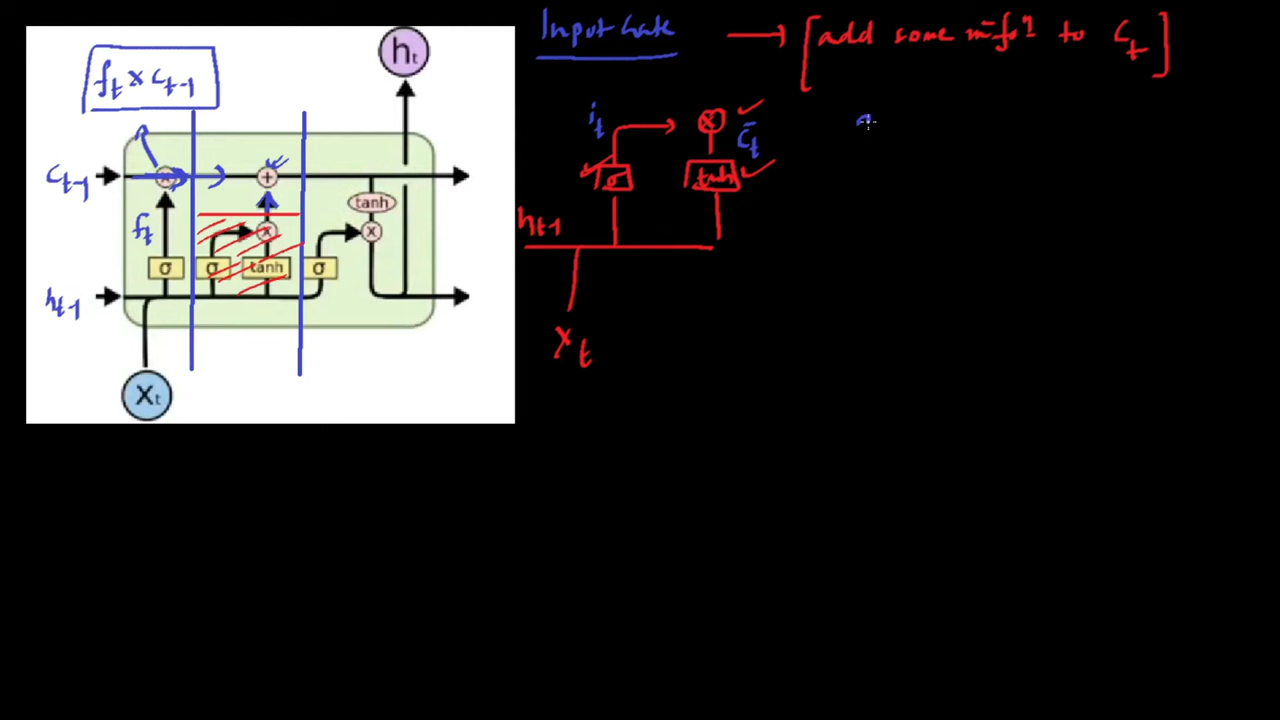 Input Gate → [add some infoⁿ to Ct]
ht
ft x Ct-1
it
x
C̄t
Ct-1
x
+
σ
tanh
tanh
ft
x
x
ht-1
σ
σ
tanh
σ
ht-1
xt
Xt